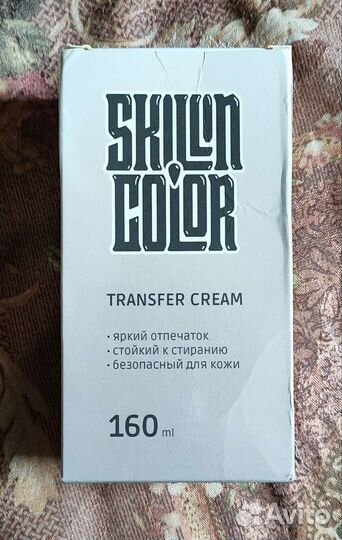 SKILLON
COLOR
TRANSFER CREAM
• яркий отпечаток
• стойкий к стиранию
• безопасный для кожи
160 ml
Avito